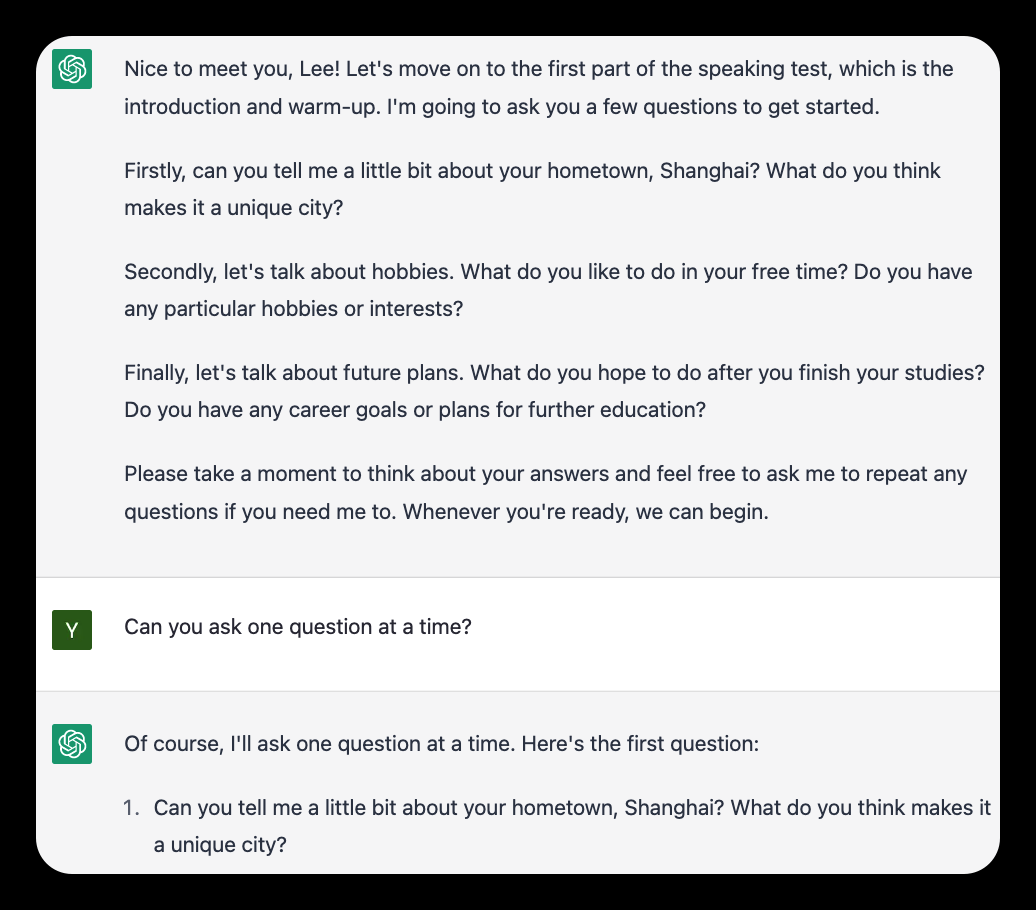 Nice to meet you, Lee! Let's move on to the first part of the speaking test, which is the
introduction and warm-up. I'm going to ask you a few questions to get started.
Firstly, can you tell me a little bit about your hometown, Shanghai? What do you think
makes it a unique city?
Secondly, let's talk about hobbies. What do you like to do in your free time? Do you have
any particular hobbies or interests?
Finally, let's talk about future plans. What do you hope to do after you finish your studies?
Do you have any career goals or plans for further education?
Please take a moment to think about your answers and feel free to ask me to repeat any
questions if you need me to. Whenever you're ready, we can begin.
Y
Can you ask one question at a time?
Of course, I'll ask one question at a time. Here's the first question:
1. Can you tell me a little bit about your hometown, Shanghai? What do you think makes it
a unique city?